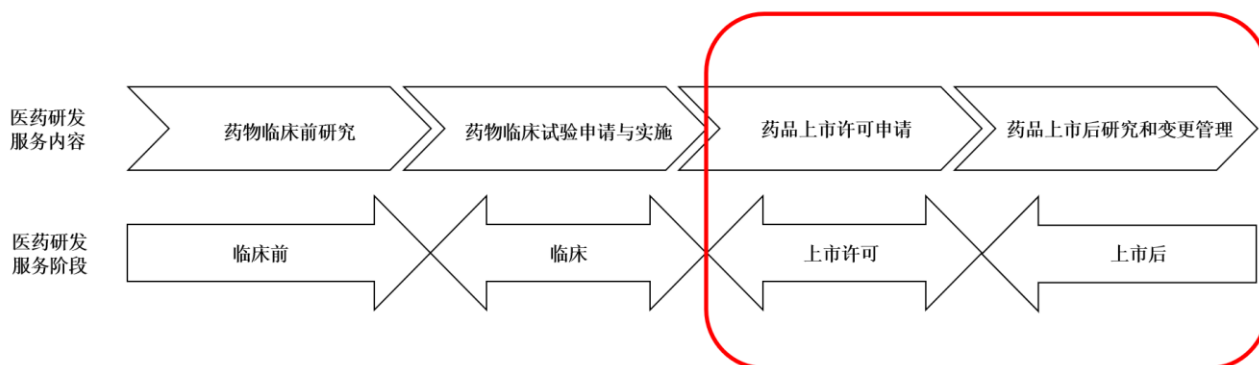 医药研发
服务内容
药物临床前研究
药物临床试验申请与实施
药品上市许可申请
药品上市后研究和变更管理
医药研发
服务阶段
临床前
临床
上市许可
上市后